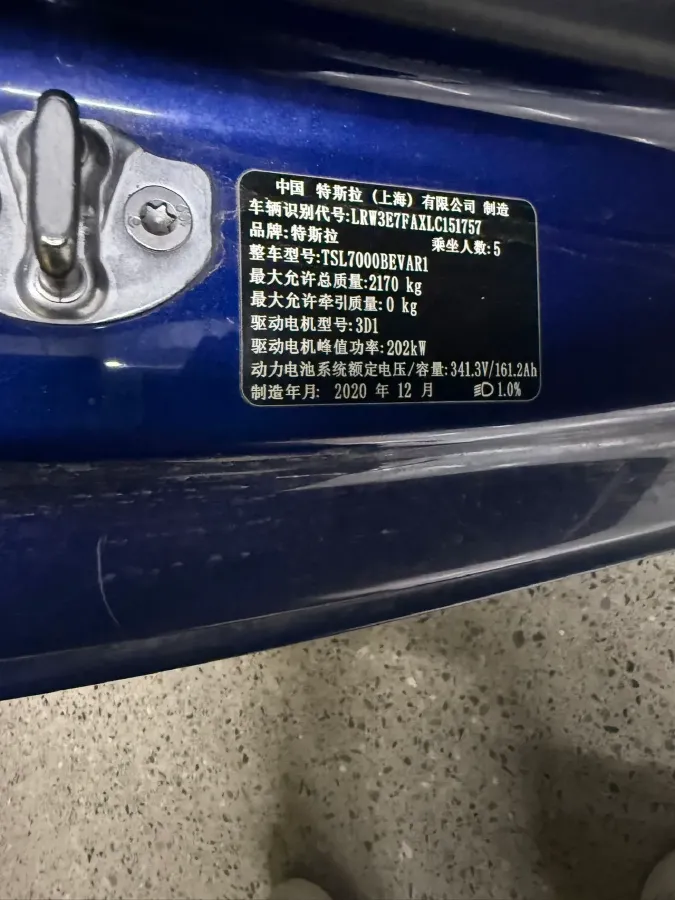 中国 特斯拉 (上海) 有限公司 制造
车辆识别代号:LRW3E7FAXLC151757
品牌:特斯拉 乘坐人数:5
整车型号:TSL7000BEVAR1
最大允许总质量:2170 kg
最大允许牵引质量:0 kg
驱动电机型号:3D1
驱动电机峰值功率:202kW
动力电池系统额定电压/容量:341.3V/161.2Ah
制造年月: 2020 年 12 月 1.0%